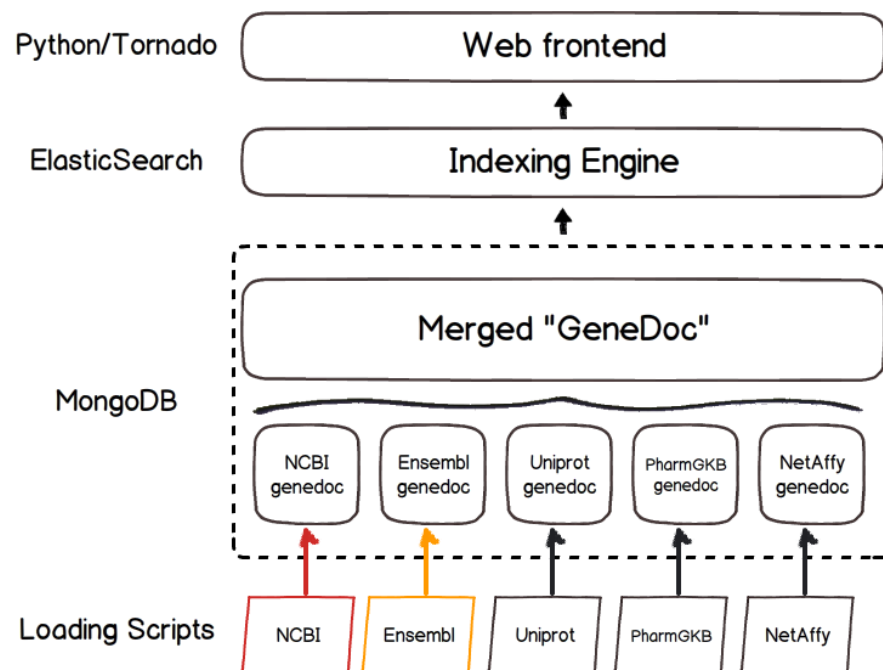 Python/Tornado
Web frontend
ElasticSearch
Indexing Engine
MongoDB
Merged "GeneDoc"
NCBI
genedoc
Ensembl
genedoc
Uniprot
genedoc
PharmGKB
genedoc
NetAffy
genedoc
Loading Scripts
NCBI
Ensembl
Uniprot
PharmGKB
NetAffy